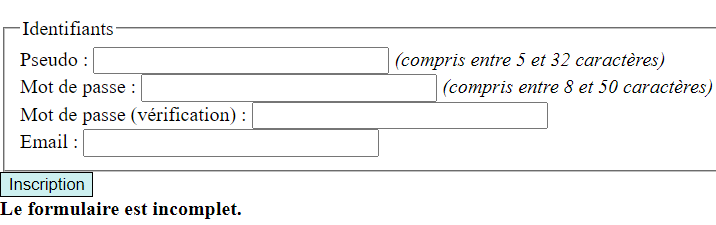 Identifiants
Pseudo : (compris entre 5 et 32 caractères)
Mot de passe : (compris entre 8 et 50 caractères)
Mot de passe (vérification) :
Email :
Inscription
Le formulaire est incomplet.